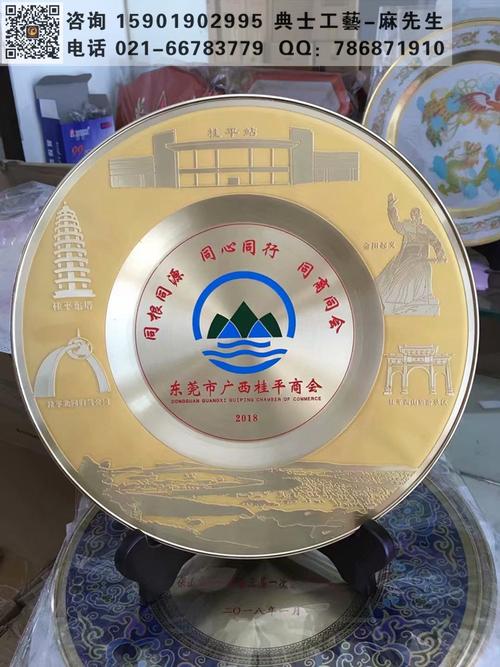 咨询 15901902995 典士工藝-麻先生
电话 021-66783779 QQ：786871910
桂平站
同根同源 同心同行 同商同会
金田起义
桂平东塔
东莞市广西桂平商会
DONGGUAN GUANGXI GUIPING CHAMBER OF COMMERCE
2018
二〇一八年一月